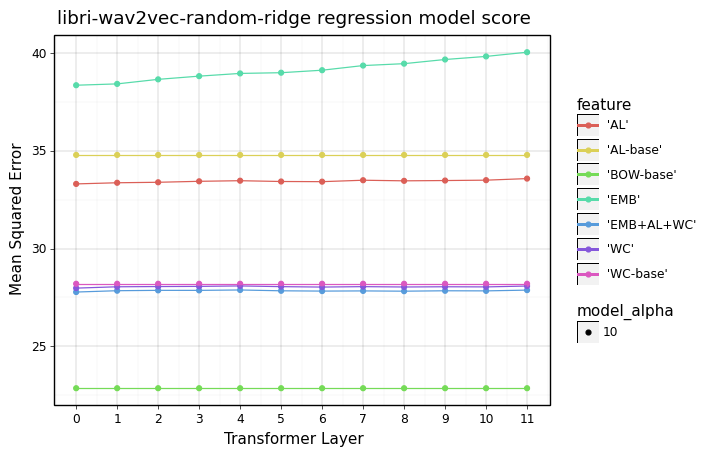 libri-wav2vec-random-ridge regression model score
Mean Squared Error
40
35
30
25
0 1 2 3 4 5 6 7 8 9 10 11
Transformer Layer
feature
'AL'
'AL-base'
'BOW-base'
'EMB'
'EMB+AL+WC'
'WC'
'WC-base'
model_alpha
10